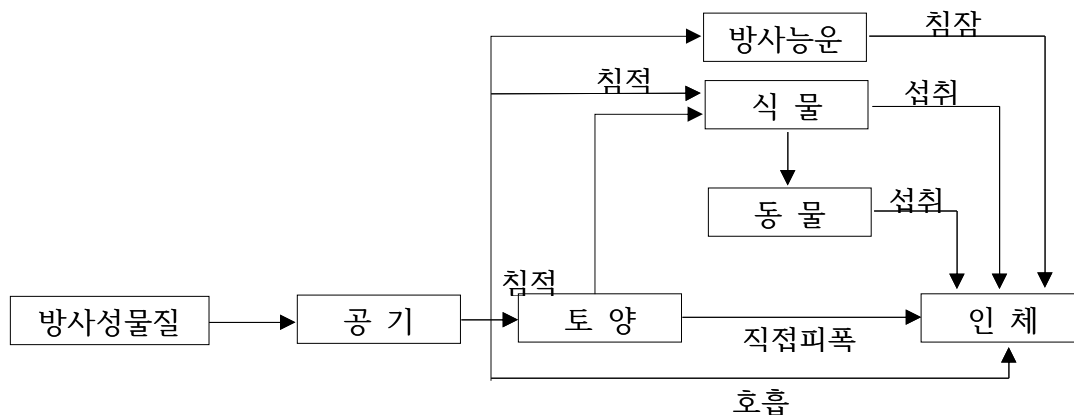 방사능운
침잠
침적
식 물
섭취
동 물
섭취
침적
방사성물질
공 기
토 양
인 체
직접피폭
호흡